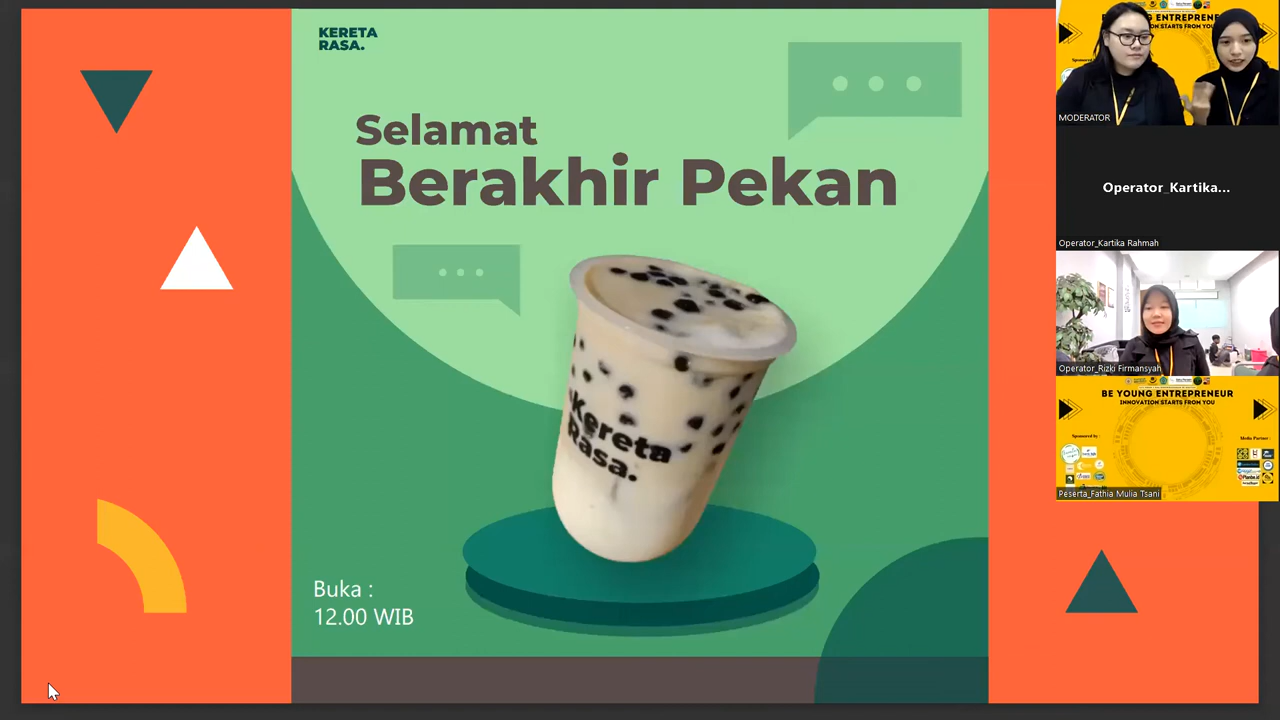 KERETA
RASA.
Selamat
Berakhir Pekan
Kereta
Rasa.
Buka :
12.00 WIB
MODERATOR
Operator_Kartika...
Operator_Kartika Rahmah
Operator_Rizki Firmansyah
BE YOUNG ENTREPRENEUR
INNOVATION STARTS FROM YOU
Sponsored by :
Media Partner :
Peserta_Fathia Mulia Tsani